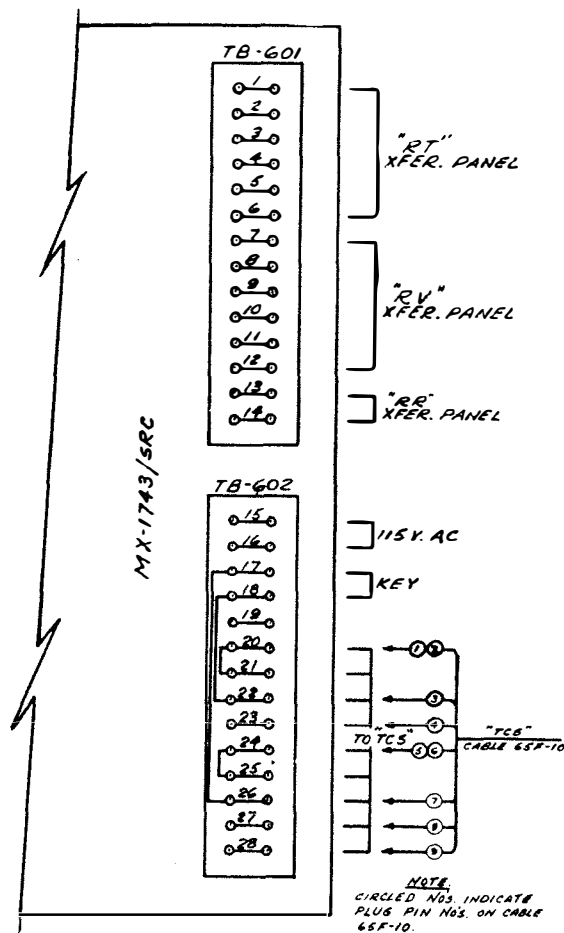 TB-601
1
2
3
4
5
6
7
8
9
10
11
12
13
14
"RT"
XFER. PANEL
"RV"
XFER. PANEL
"RR"
XFER. PANEL
MX-1743/SRC
TB-602
15
16
17
18
19
20
21
22
23
24
25
26
27
28
115V. AC
KEY
TO "TCS"
1 2
3
4
5 6
7
8
9
"TCS"
CABLE 65F-10
NOTE:
CIRCLED NOS. INDICATE
PLUG PIN NOS. ON CABLE
65F-10.